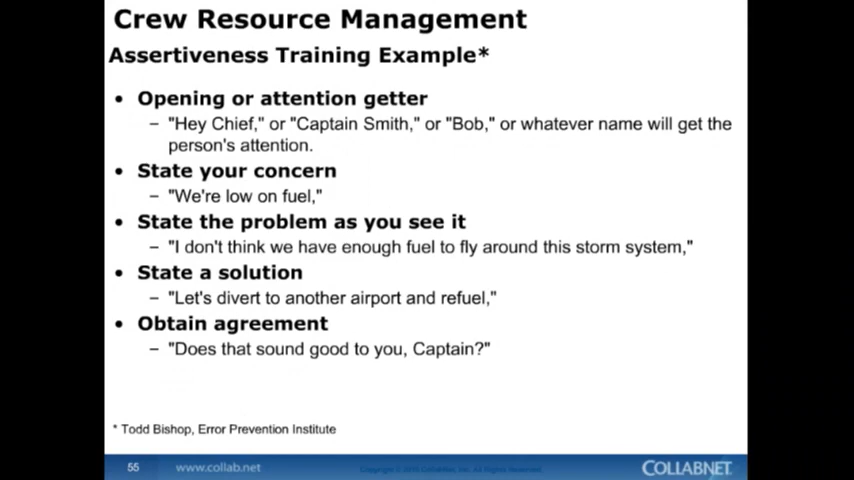 Crew Resource Management
Assertiveness Training Example*
• Opening or attention getter
– "Hey Chief," or "Captain Smith," or "Bob," or whatever name will get the
person's attention.
• State your concern
– "We're low on fuel,"
• State the problem as you see it
– "I don't think we have enough fuel to fly around this storm system,"
• State a solution
– "Let's divert to another airport and refuel,"
• Obtain agreement
– "Does that sound good to you, Captain?"
* Todd Bishop, Error Prevention Institute
55 www.collab.net COLLABNET